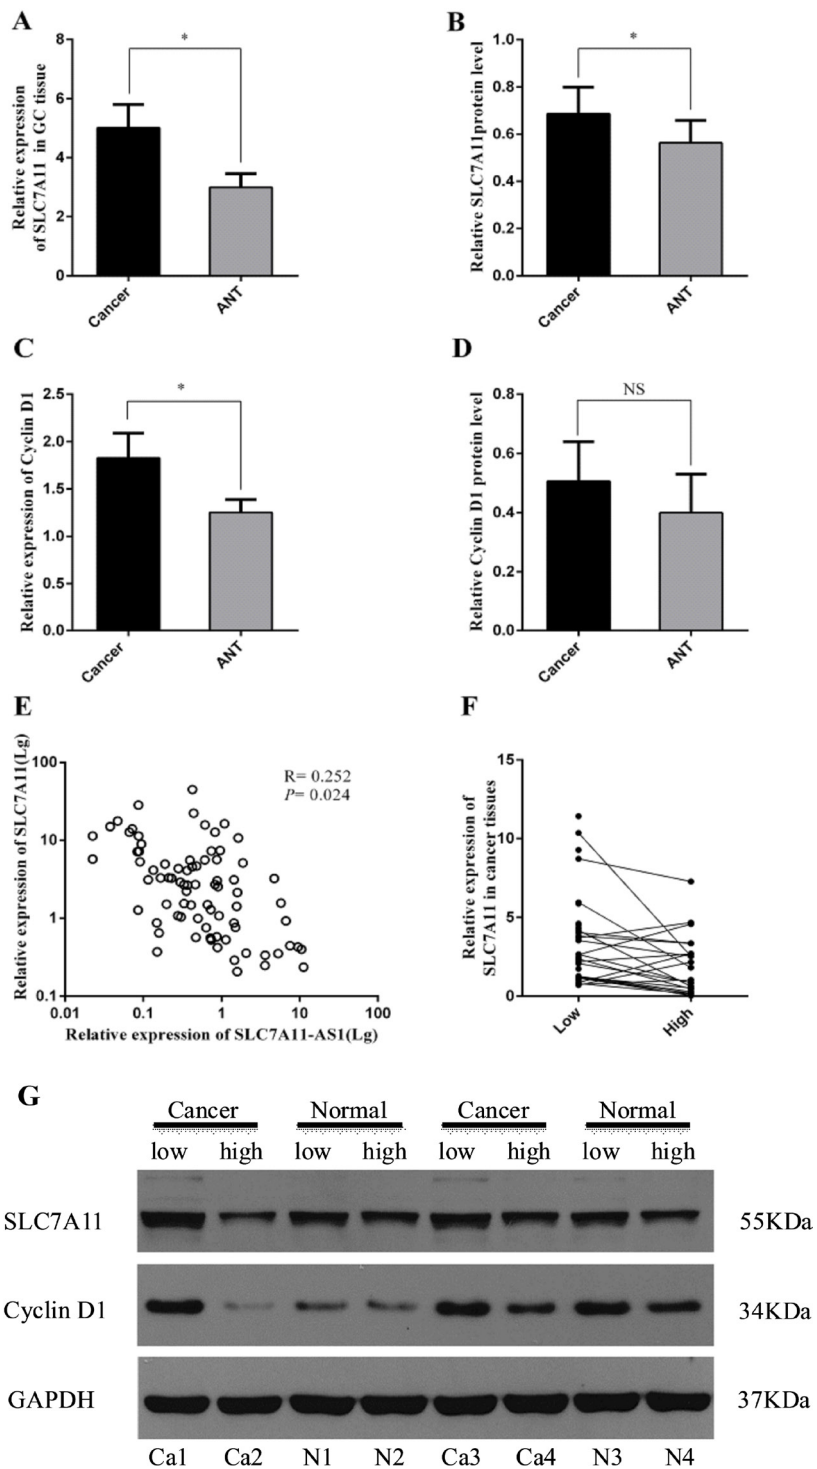 A
Relative expression
of SLC7A11 in GC tissue
8
6
4
2
0
*
Cancer
ANT
B
Relative SLC7A11protein level
1.0
0.8
0.6
0.4
0.2
0.0
*
Cancer
ANT
C
Relative expression of Cyclin D1
2.5
2.0
1.5
1.0
0.5
0.0
*
Cancer
ANT
D
Relative Cyclin D1 protein level
0.8
0.6
0.4
0.2
0.0
NS
Cancer
ANT
E
Relative expression of SLC7A11(Lg)
100
10
1
0.1
R= 0.252
P= 0.024
0.01
0.1
1
10
100
Relative expression of SLC7A11-AS1(Lg)
F
Relative expression of
SLC7A11 in cancer tissues
15
10
5
0
Low
High
G
Cancer Normal Cancer Normal
low high low high low high low high
SLC7A11 55KDa
Cyclin D1 34KDa
GAPDH 37KDa
Ca1 Ca2 N1 N2 Ca3 Ca4 N3 N4